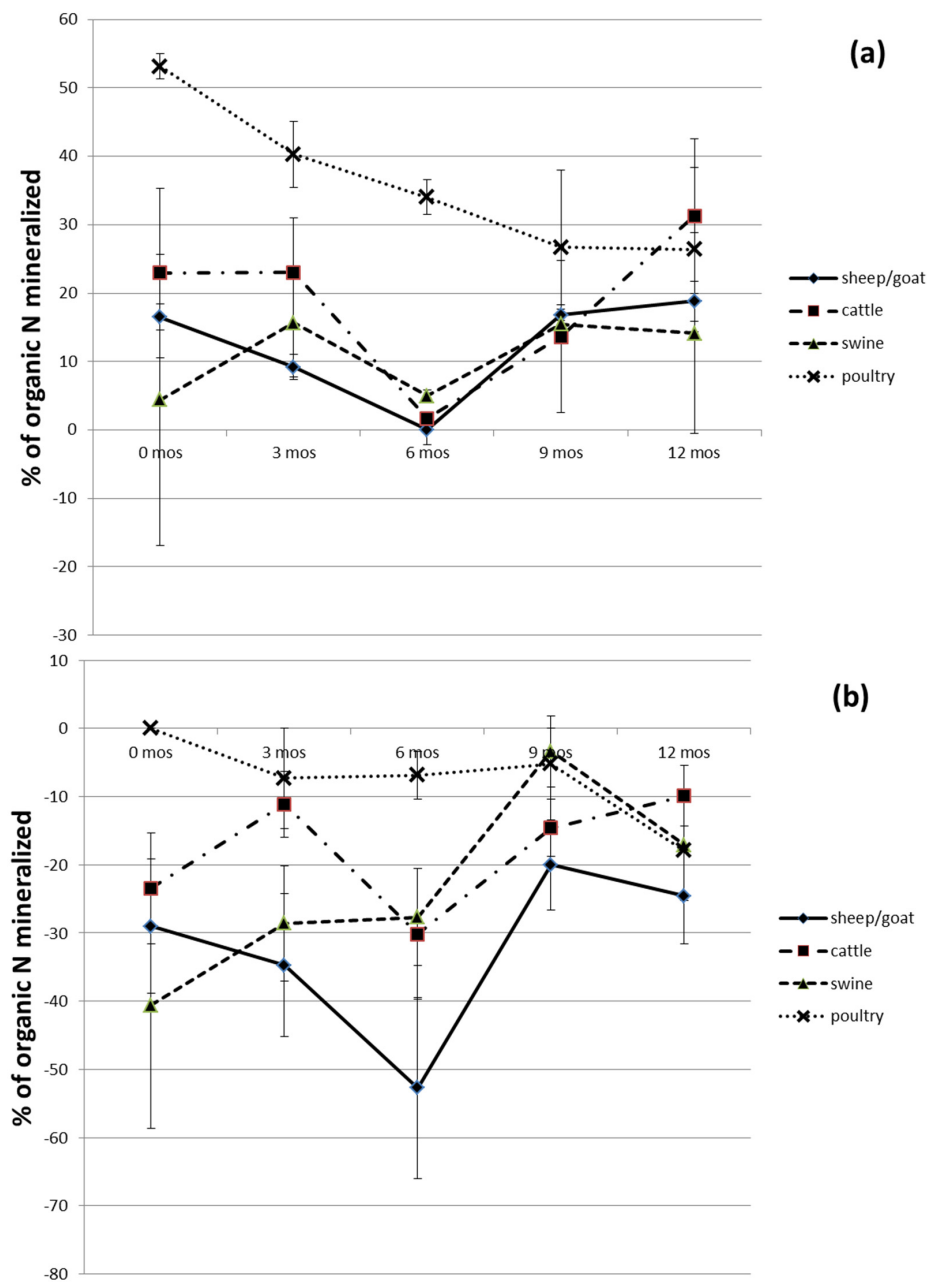 (a)
% of organic N mineralized
60
50
40
30
20
10
0
-10
-20
-30
0 mos 3 mos 6 mos 9 mos 12 mos
sheep/goat
cattle
swine
poultry
(b)
% of organic N mineralized
10
0
-10
-20
-30
-40
-50
-60
-70
-80
0 mos 3 mos 6 mos 9 mos 12 mos
sheep/goat
cattle
swine
poultry